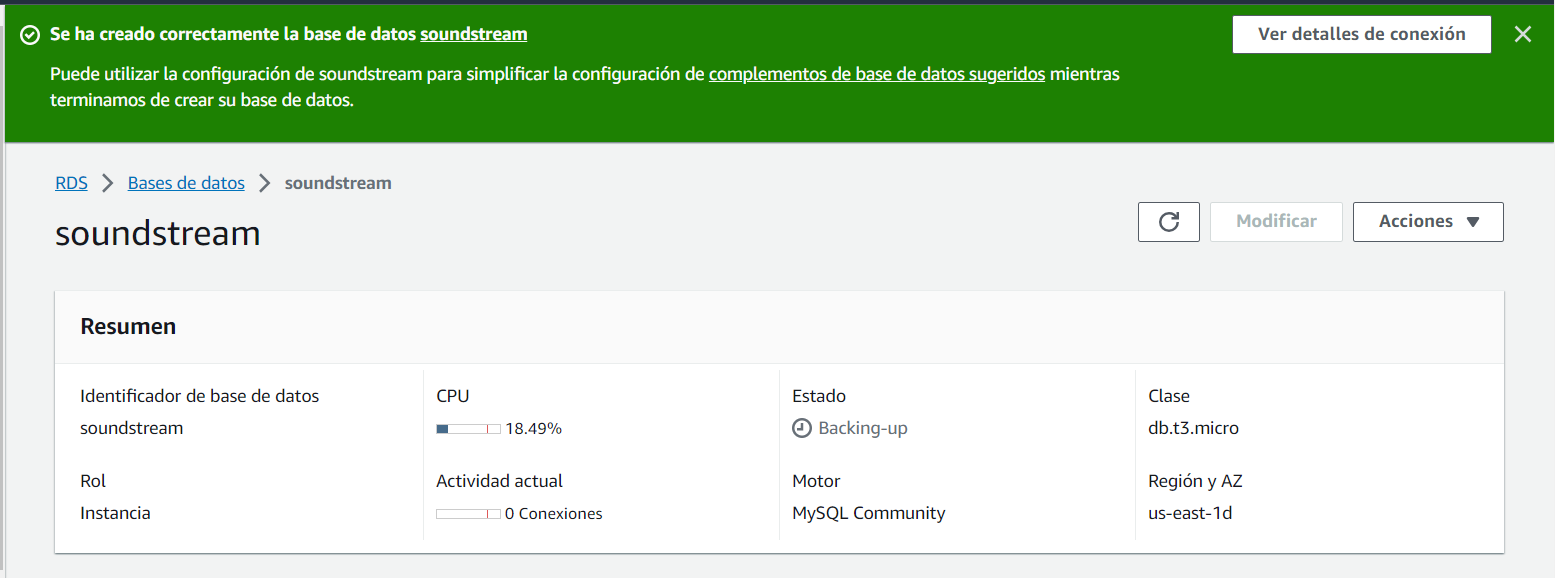 Se ha creado correctamente la base de datos soundstream
Ver detalles de conexión
Puede utilizar la configuración de soundstream para simplificar la configuración de complementos de base de datos sugeridos mientras
terminamos de crear su base de datos.
RDS > Bases de datos > soundstream
soundstream
Modificar
Acciones
Resumen
Identificador de base de datos
soundstream
CPU
18.49%
Estado
Backing-up
Clase
db.t3.micro
Rol
Instancia
Actividad actual
0 Conexiones
Motor
MySQL Community
Región y AZ
us-east-1d